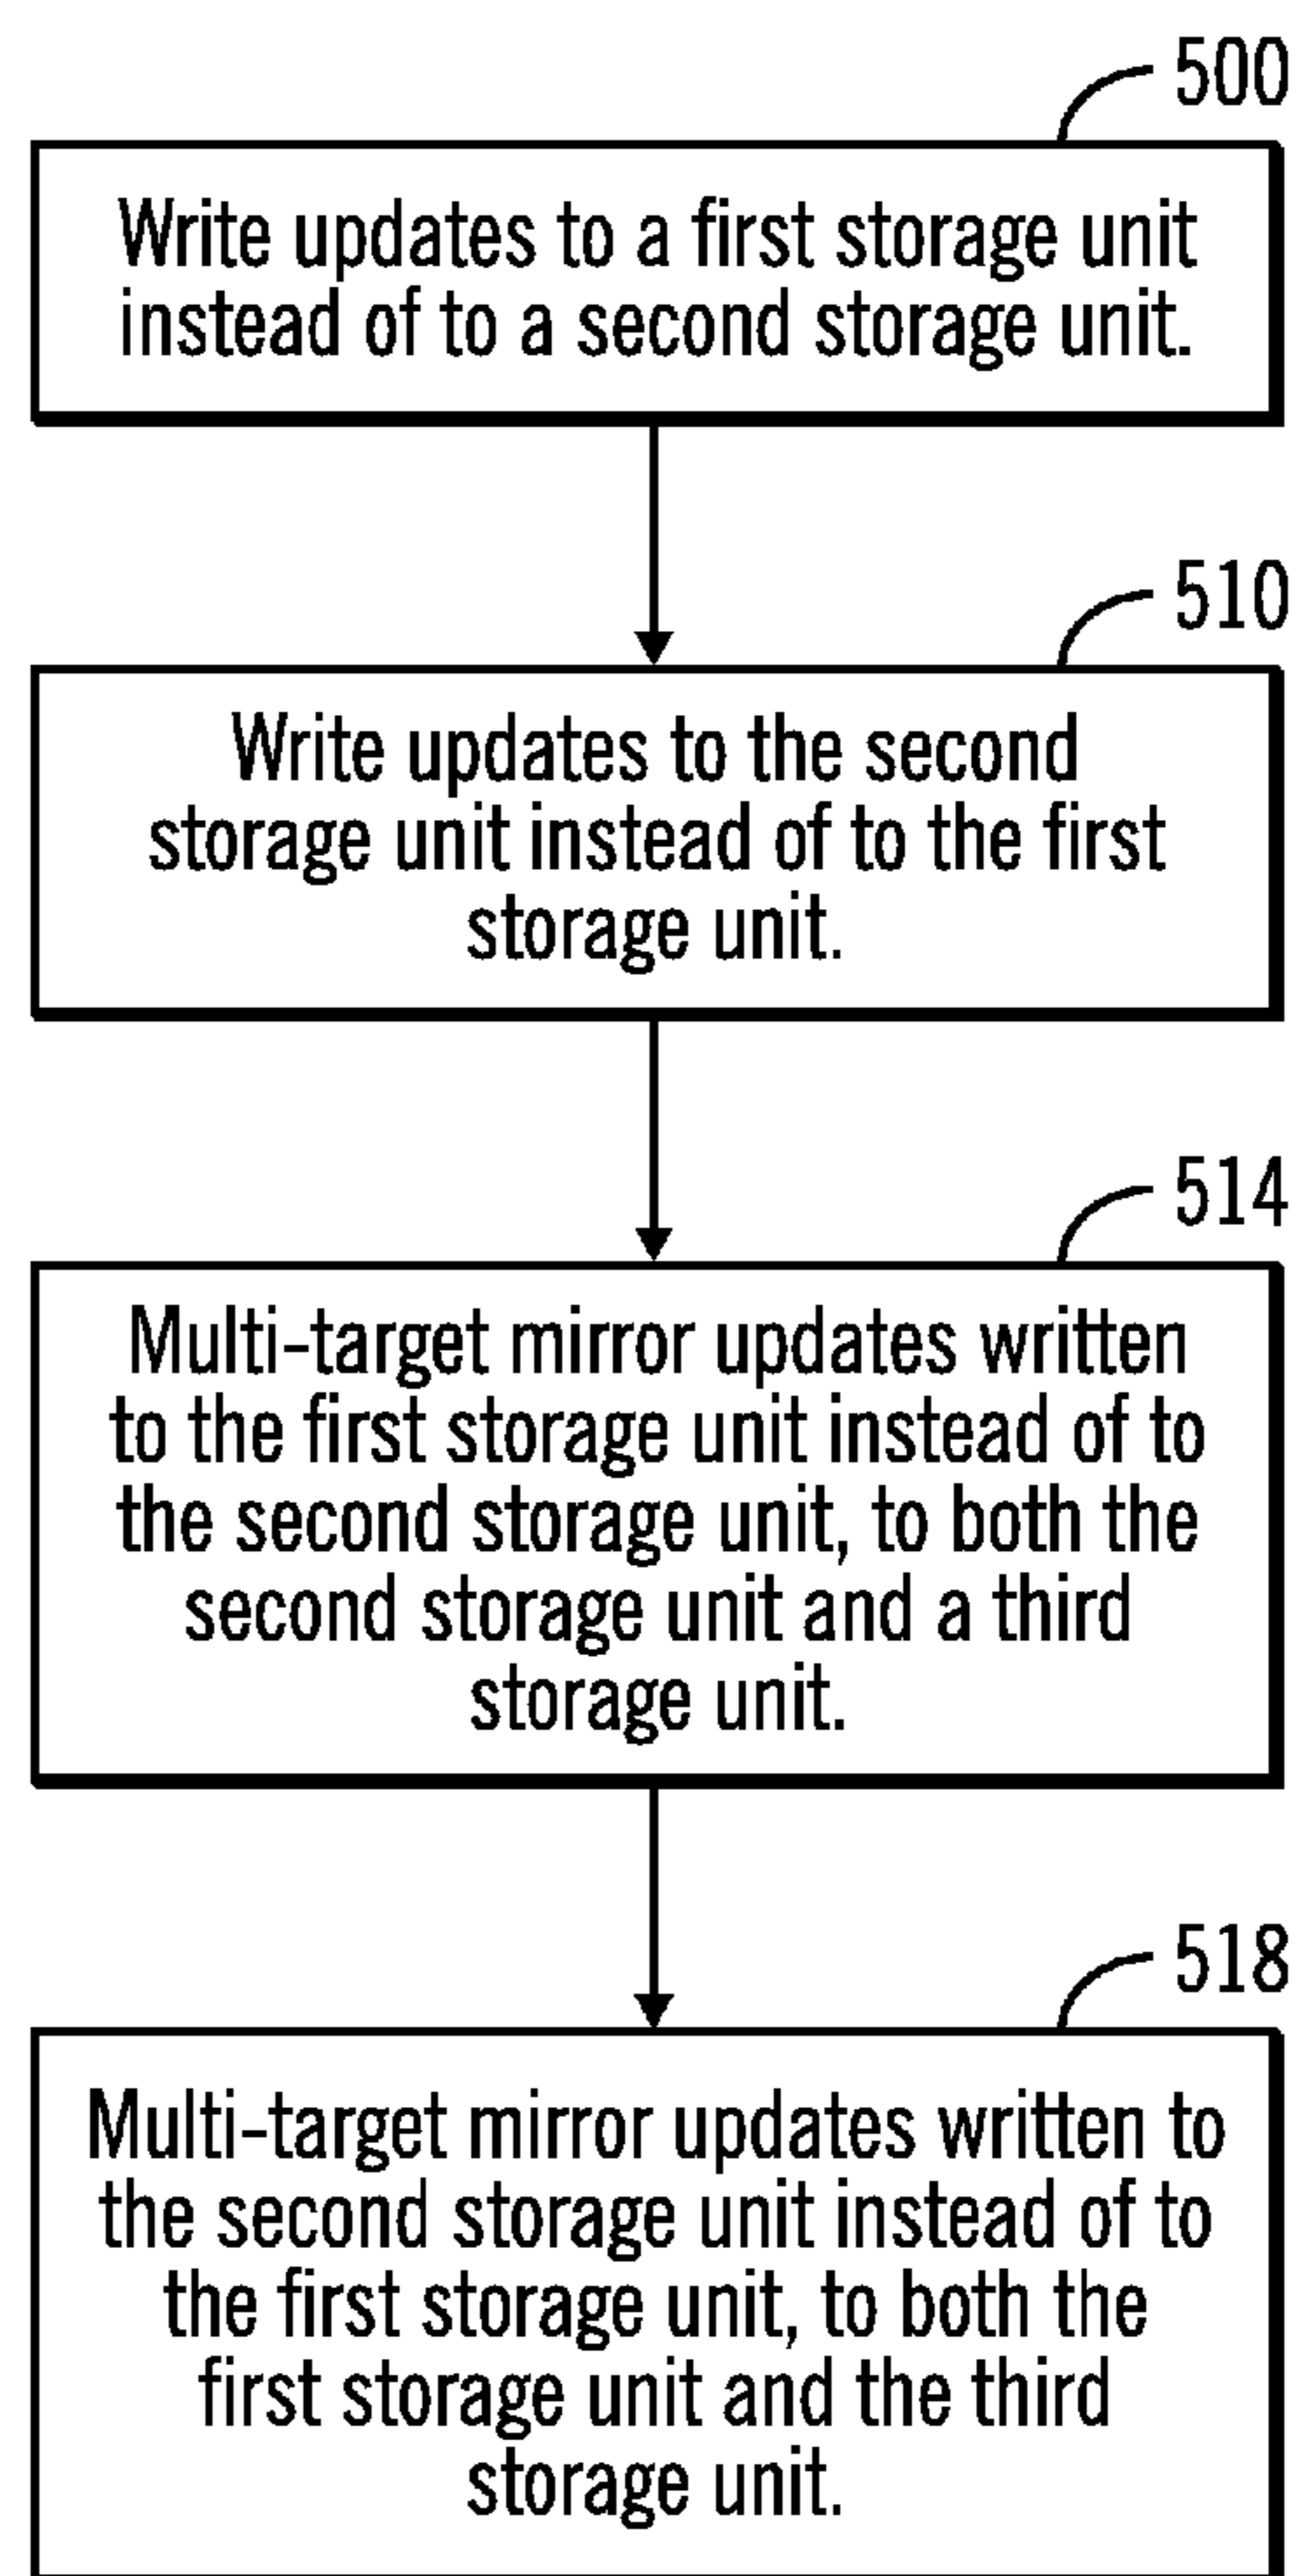 500
Write updates to a first storage unit
instead of to a second storage unit.
510
Write updates to the second
storage unit instead of to the first
storage unit.
514
Multi-target mirror updates written
to the first storage unit instead of to
the second storage unit, to both the
second storage unit and a third
storage unit.
518
Multi-target mirror updates written to
the second storage unit instead of to
the first storage unit, to both the
first storage unit and the third
storage unit.